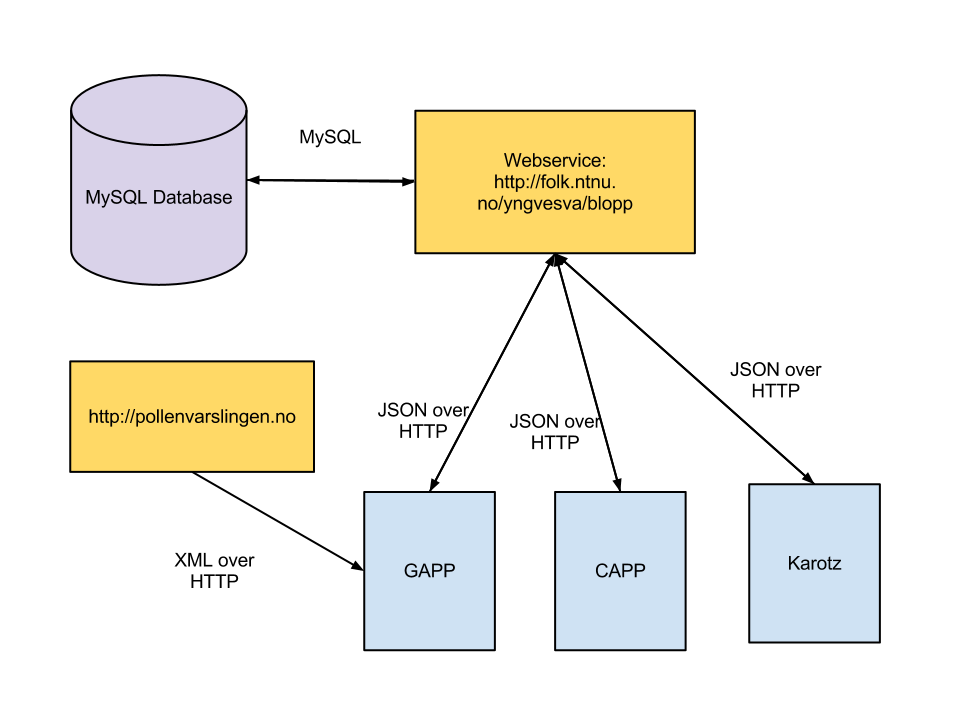 MySQL
MySQL Database
Webservice:
http://folk.ntnu.
no/yngvesva/blopp
http://pollenvarslingen.no
JSON over
HTTP
JSON over
HTTP
JSON over
HTTP
XML over
HTTP
GAPP
CAPP
Karotz